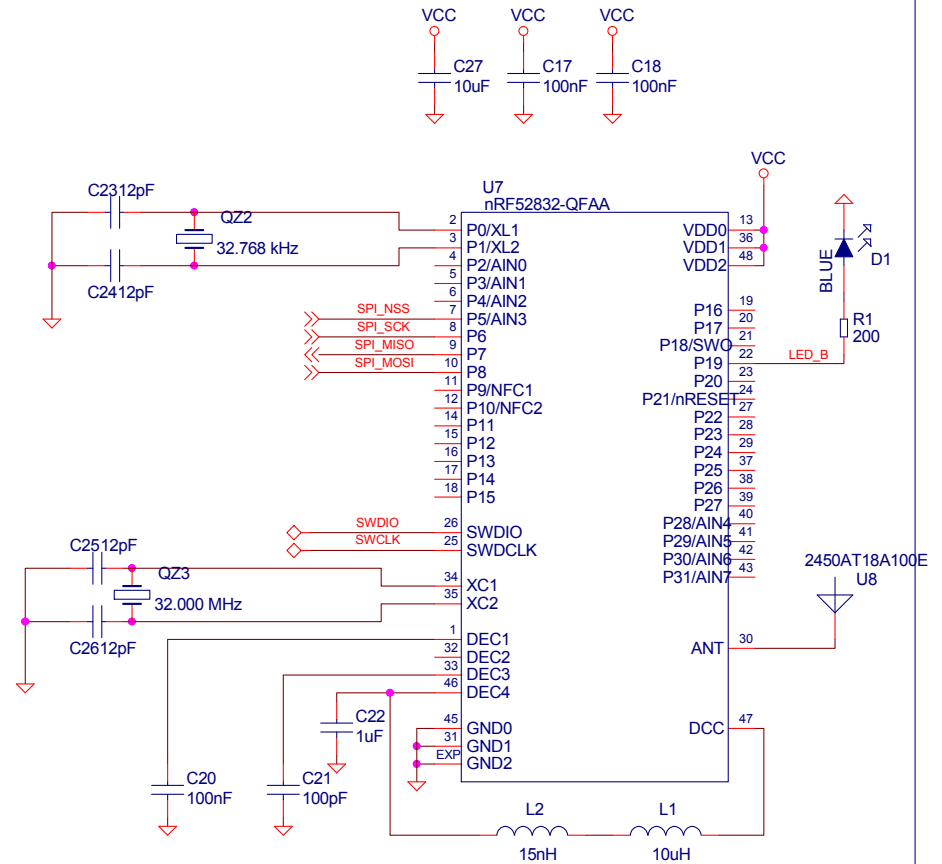 VCC VCC VCC
C27 C17 C18
10uF 100nF 100nF
VCC
U7
nRF52832-QFAA
C2312pF
QZ2
32.768 kHz
C2412pF
2 P0/XL1
3 P1/XL2
4 P2/AIN0
5 P3/AIN1
6 P4/AIN2
SPI_NSS 7 P5/AIN3
SPI_SCK 8 P6
SPI_MISO 9 P7
SPI_MOSI 10 P8
11 P9/NFC1
12 P10/NFC2
14 P11
15 P12
16 P13
17 P14
18 P15
SWDIO 26 SWDIO
SWCLK 25 SWDCLK
C2512pF
QZ3
32.000 MHz
C2612pF
34 XC1
35 XC2
1 DEC1
32 DEC2
33 DEC3
46 DEC4
45 GND0
31 GND1
EXP GND2
C22
1uF
C20
100nF
C21
100pF
VDD0 13
VDD1 36
VDD2 48
P16 19
P17 20
P18/SWO 21
P19 22 LED_B
P20 23
P21/nRESET 24
P22 27
P23 28
P24 29
P25 37
P26 38
P27 39
P28/AIN4 40
P29/AIN5 41
P30/AIN6 42
P31/AIN7 43
BLUE
D1
R1
200
2450AT18A100E
U8
ANT 30
DCC 47
L2 L1
15nH 10uH